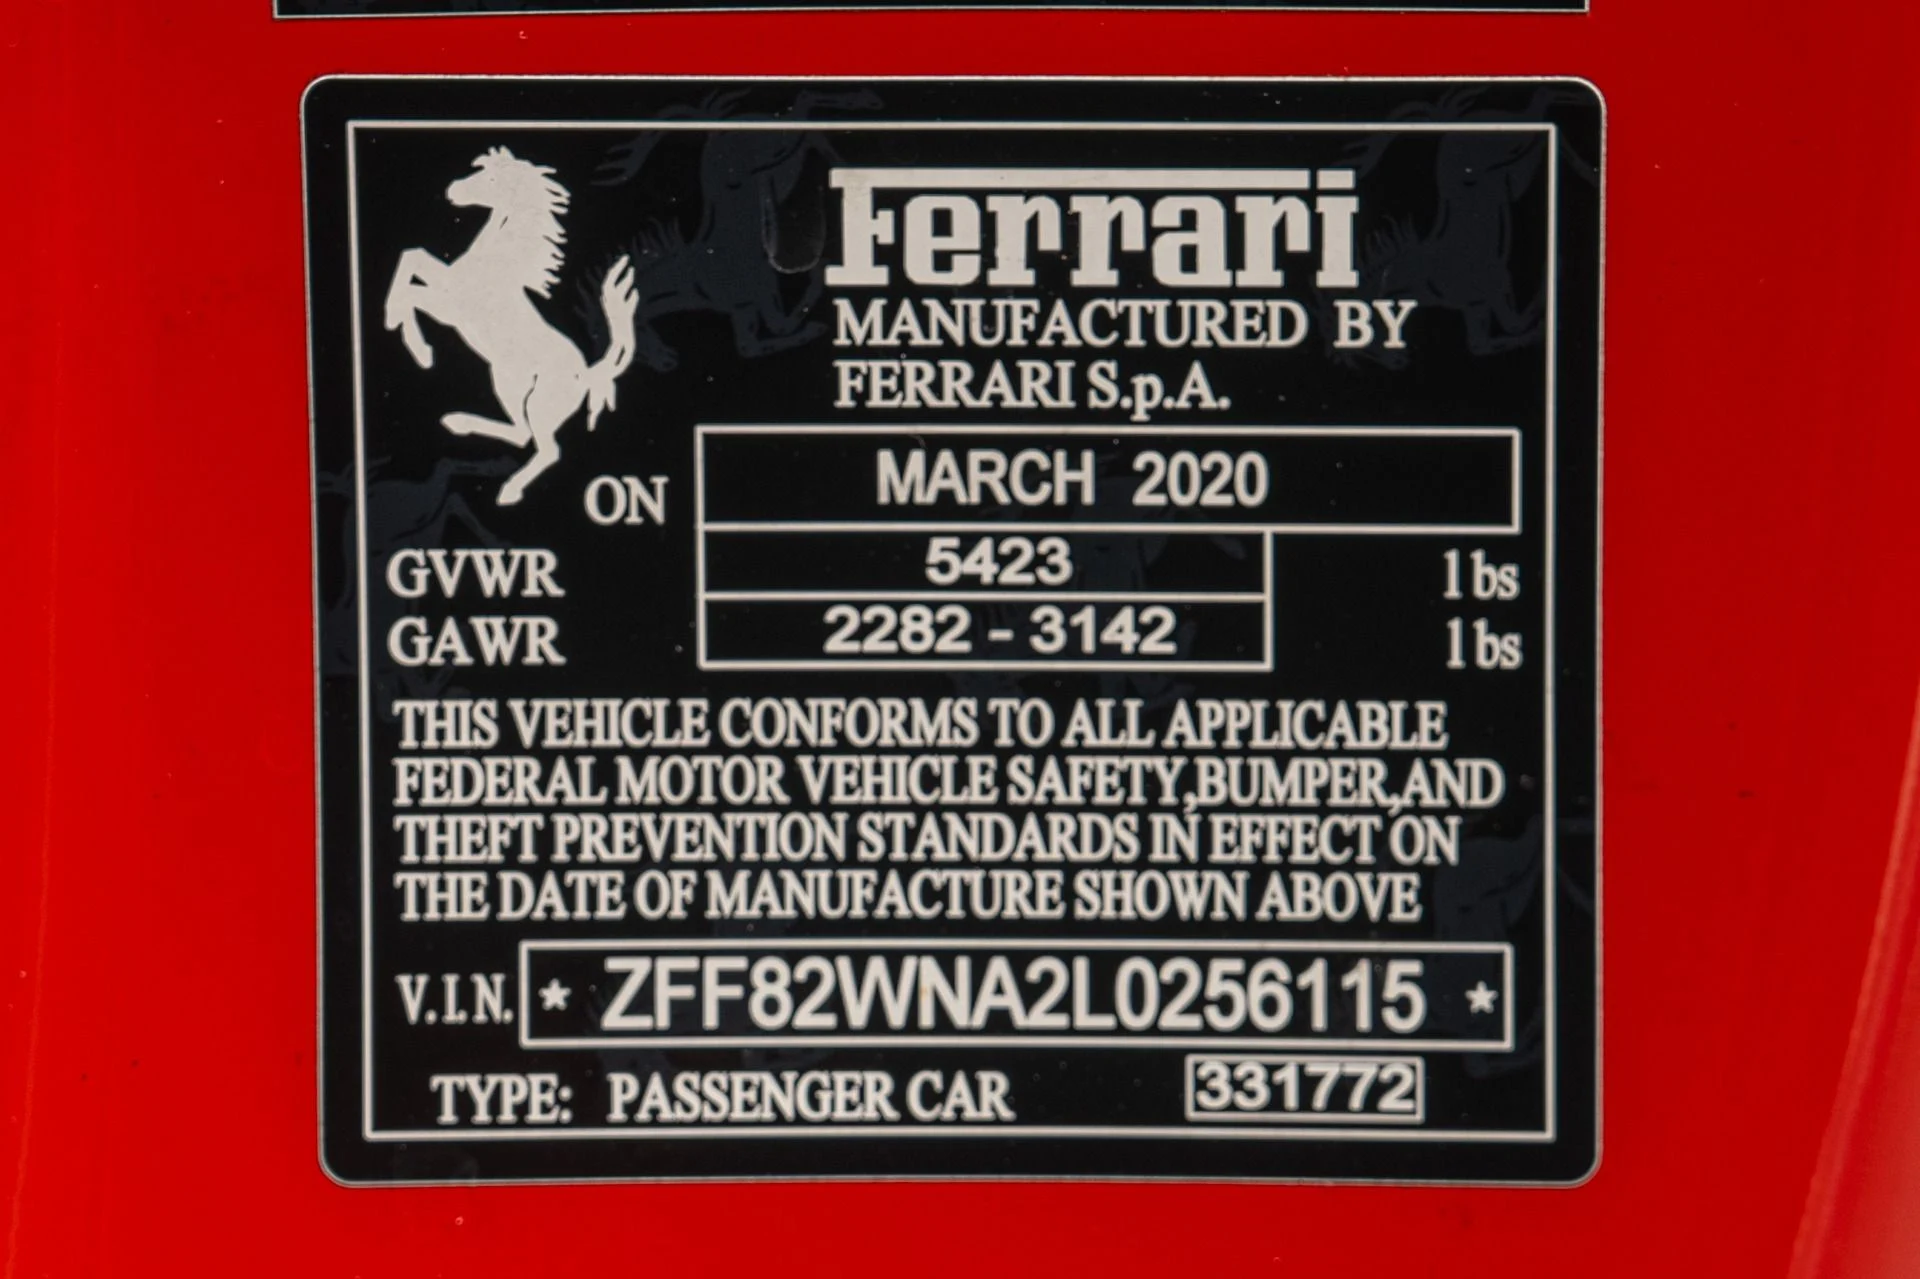 Ferrari
MANUFACTURED BY
FERRARI S.p.A.
ON MARCH 2020
GVWR 5423 lbs
GAWR 2282 - 3142 lbs
THIS VEHICLE CONFORMS TO ALL APPLICABLE
FEDERAL MOTOR VEHICLE SAFETY,BUMPER,AND
THEFT PREVENTION STANDARDS IN EFFECT ON
THE DATE OF MANUFACTURE SHOWN ABOVE
V.I.N. * ZFF82WNA2L0256115 *
TYPE: PASSENGER CAR 331772